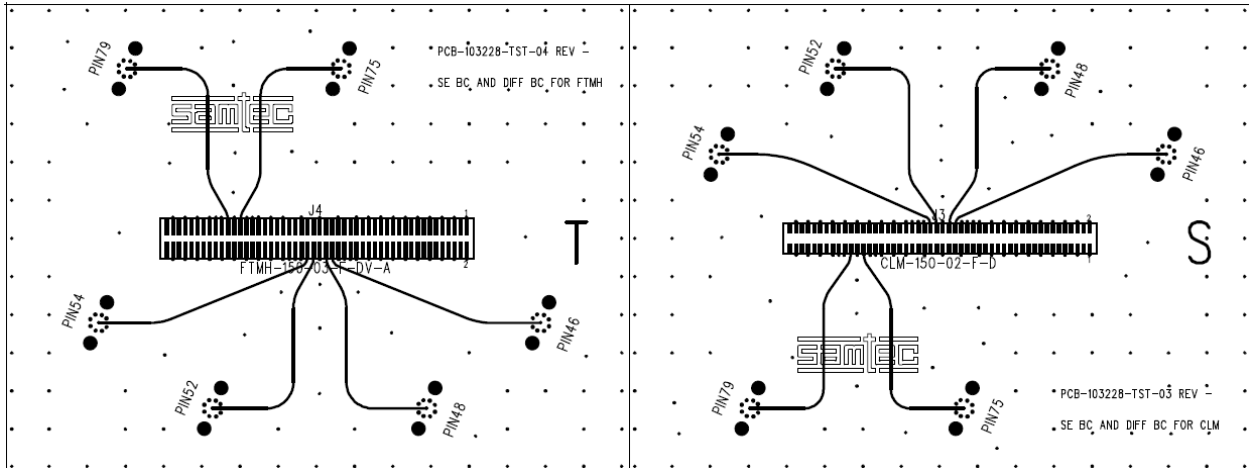 PIN79
PIN75
PCB-103228-TST-04 REV -
SE BC AND DIFF BC FOR FTMH
samtec
J4
1
T
FTMH-150-03-F-DV-A
2
PIN54
PIN46
PIN52
PIN48
PIN52
PIN48
PIN54
PIN46
J3
2
S
CLM-150-02-F-D
1
samtec
PIN79
PIN75
PCB-103228-TST-03 REV -
SE BC AND DIFF BC FOR CLM